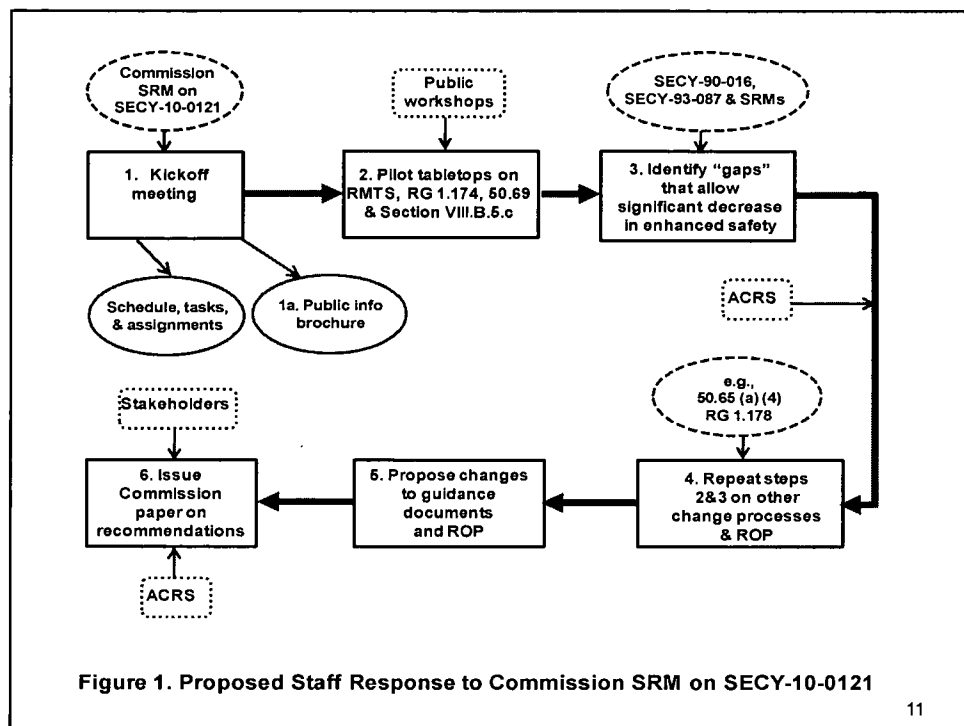 Commission
SRM on
SECY-10-0121
Public
workshops
SECY-90-016,
SECY-93-087 & SRMs
1. Kickoff
meeting
2. Pilot tabletops on
RMTS, RG 1.174, 50.69
& Section VIII.B.5.c
3. Identify “gaps”
that allow
significant decrease
in enhanced safety
Schedule, tasks,
& assignments
1a. Public info
brochure
ACRS
Stakeholders
e.g.,
50.65 (a) (4)
RG 1.178
6. Issue
Commission
paper on
recommendations
5. Propose changes
to guidance
documents
and ROP
4. Repeat steps
2&3 on other
change processes
& ROP
ACRS
Figure 1. Proposed Staff Response to Commission SRM on SECY-10-0121
11